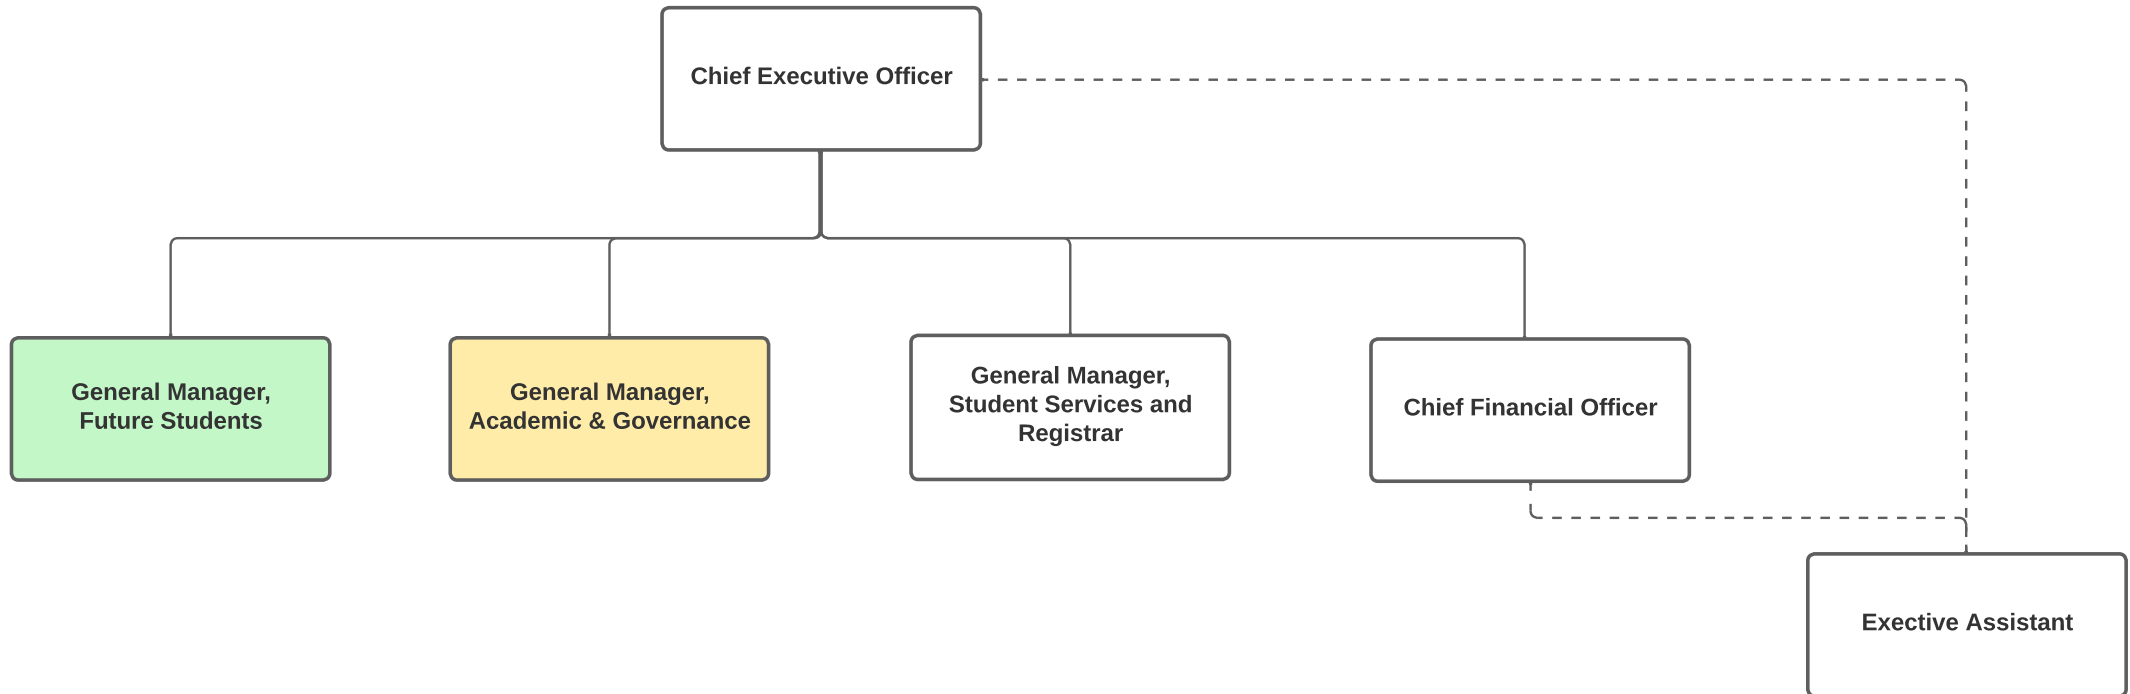 Chief Executive Officer
General Manager,
Future Students
General Manager,
Academic & Governance
General Manager,
Student Services and
Registrar
Chief Financial Officer
Exective Assistant